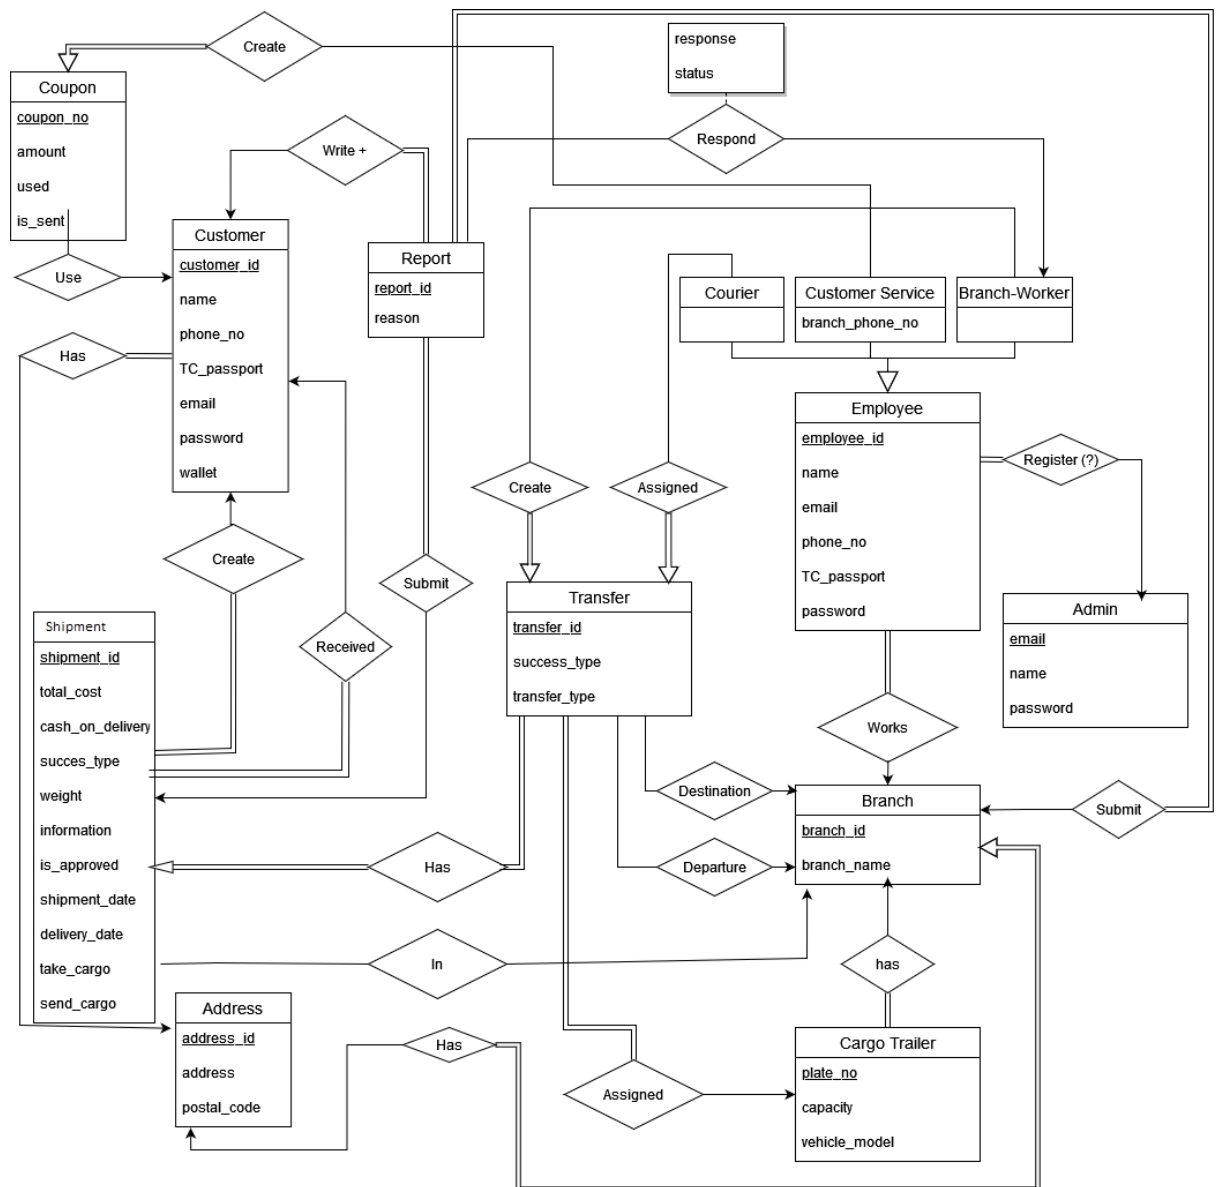 Create
response
status
Coupon
coupon_no
amount
used
is_sent
Respond
Write +
Customer
customer_id
name
phone_no
TC_passport
email
password
wallet
Use
Has
Report
report_id
reason
Courier
Customer Service
branch_phone_no
Branch-Worker
Employee
employee_id
name
email
phone_no
TC_passport
password
Register (?)
Create
Assigned
Create
Submit
Received
Transfer
transfer_id
success_type
transfer_type
Admin
email
name
password
Shipment
shipment_id
total_cost
cash_on_delivery
succes_type
weight
information
is_approved
shipment_date
delivery_date
take_cargo
send_cargo
Works
Destination
Departure
Branch
branch_id
branch_name
Submit
Has
In
has
Address
address_id
address
postal_code
Has
Assigned
Cargo Trailer
plate_no
capacity
vehicle_model